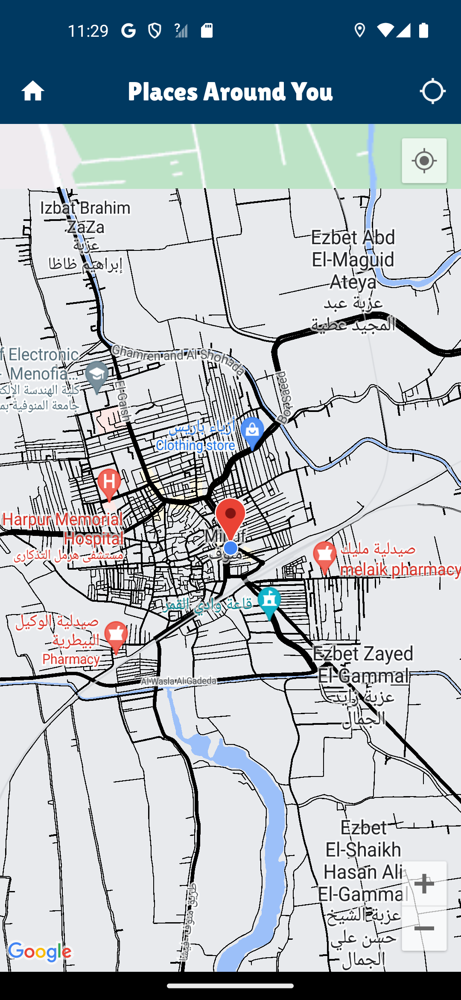 11:29
Places Around You
Izbat Brahim
ZaZa
عزبة
إبراهيم ظاظا
Ezbet Abd
El-Maguid
Ateya
عزبة عبد
المجيد عطية
Ghamren and Al Shohada
f Electronic
- Menofia...
كلية الهندسة الإلك
جامعة المنوفية بم
El-Gaish
Bor Saeed
أزياء باريس
Clothing store
H
Harpur Memorial
Hospital
مستشفى هرمل التذكارى
منوف
صيدلية مليك
melaik pharmacy
قاعة وادي القمر
صيدلية الوكيل
البيطرية
Pharmacy
Ezbet Zayed
El-Gammal
عزبة زايد
الجمال
Al Wasla Al Gadeda
Ezbet
El-Shaikh
Hasan Ali
El-Gammal
عزبة الشيخ
حسن علي
الجمال
طريق منوف - فيشا
Google